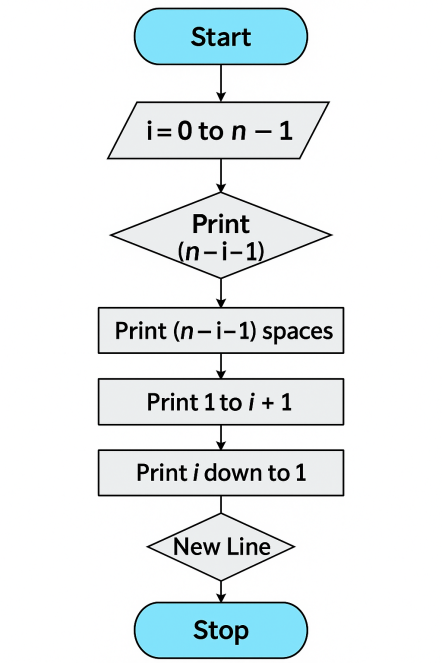 Start
i = 0 to n − 1
Print
(n − i − 1)
Print (n − i − 1) spaces
Print 1 to i + 1
Print i down to 1
New Line
Stop